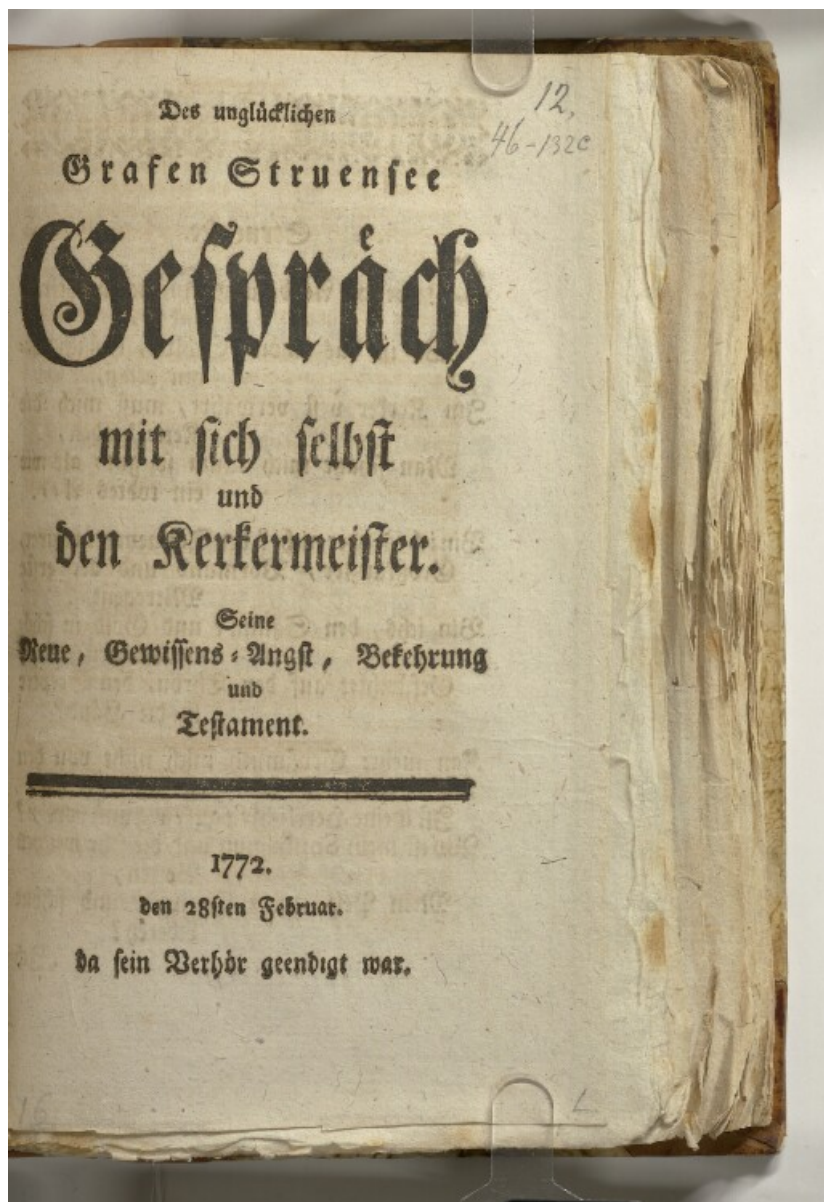 12,
46-132c
Des unglücklichen
Grafen Struensee
Gespräch
mit sich selbst
und
den Kerkermeister.
Seine
Reue, Gewissens-Angst, Bekehrung
und
Testament.
1772.
den 28sten Februar.
da sein Verhör geendigt war.
16
L